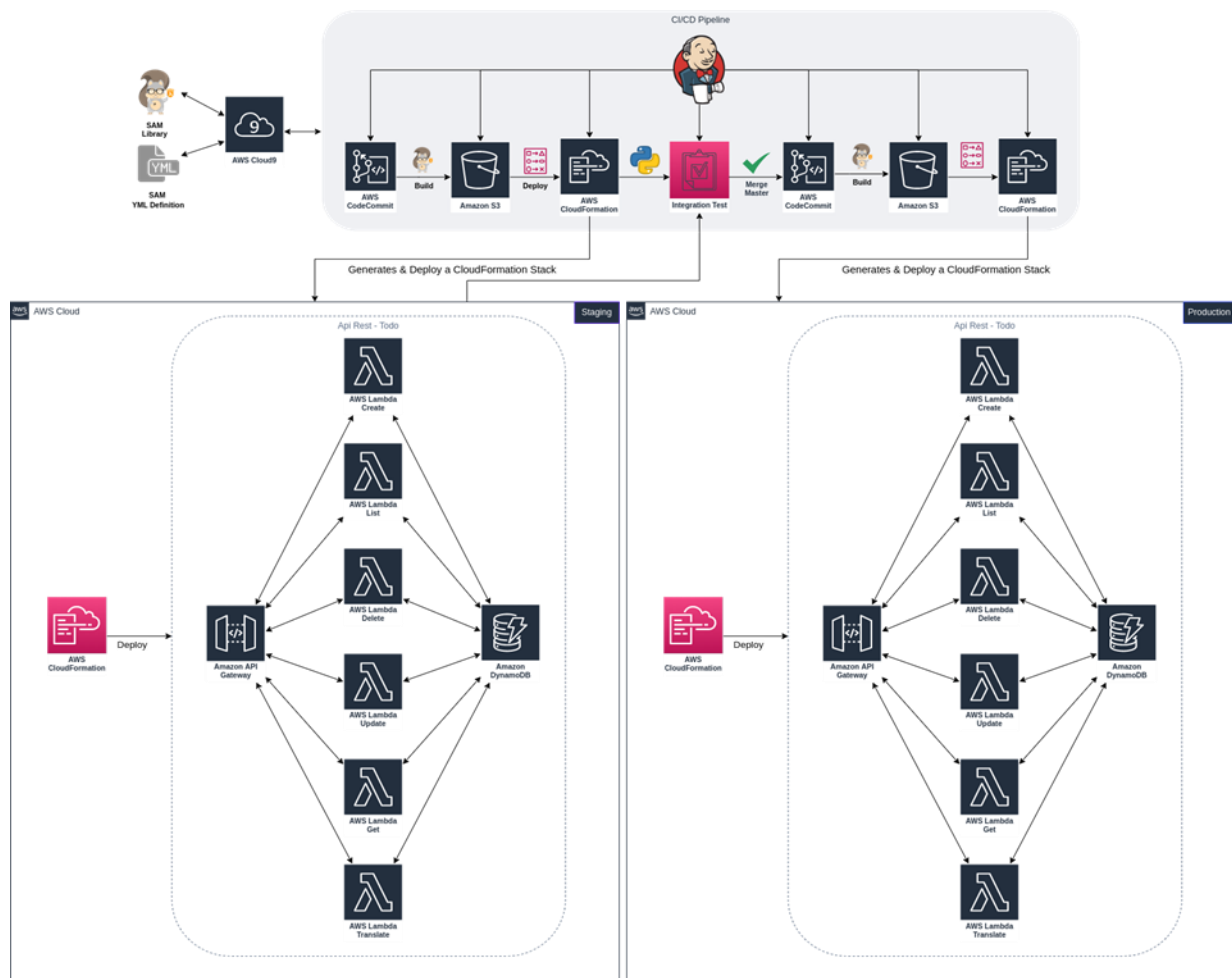 CI/CD Pipeline
SAM
Library
YML
SAM
YML Definition
9
AWS Cloud9
AWS
CodeCommit
Build
Amazon S3
Deploy
AWS
CloudFormation
Integration Test
Merge
Master
AWS
CodeCommit
Build
Amazon S3
AWS
CloudFormation
Generates & Deploy a CloudFormation Stack
Generates & Deploy a CloudFormation Stack
aws
AWS Cloud
Staging
Api Rest - Todo
AWS Lambda
Create
AWS Lambda
List
AWS Lambda
Delete
AWS
CloudFormation
Deploy
Amazon API
Gateway
Amazon
DynamoDB
AWS Lambda
Update
AWS Lambda
Get
AWS Lambda
Translate
aws
AWS Cloud
Production
Api Rest - Todo
AWS Lambda
Create
AWS Lambda
List
AWS Lambda
Delete
AWS
CloudFormation
Deploy
Amazon API
Gateway
Amazon
DynamoDB
AWS Lambda
Update
AWS Lambda
Get
AWS Lambda
Translate